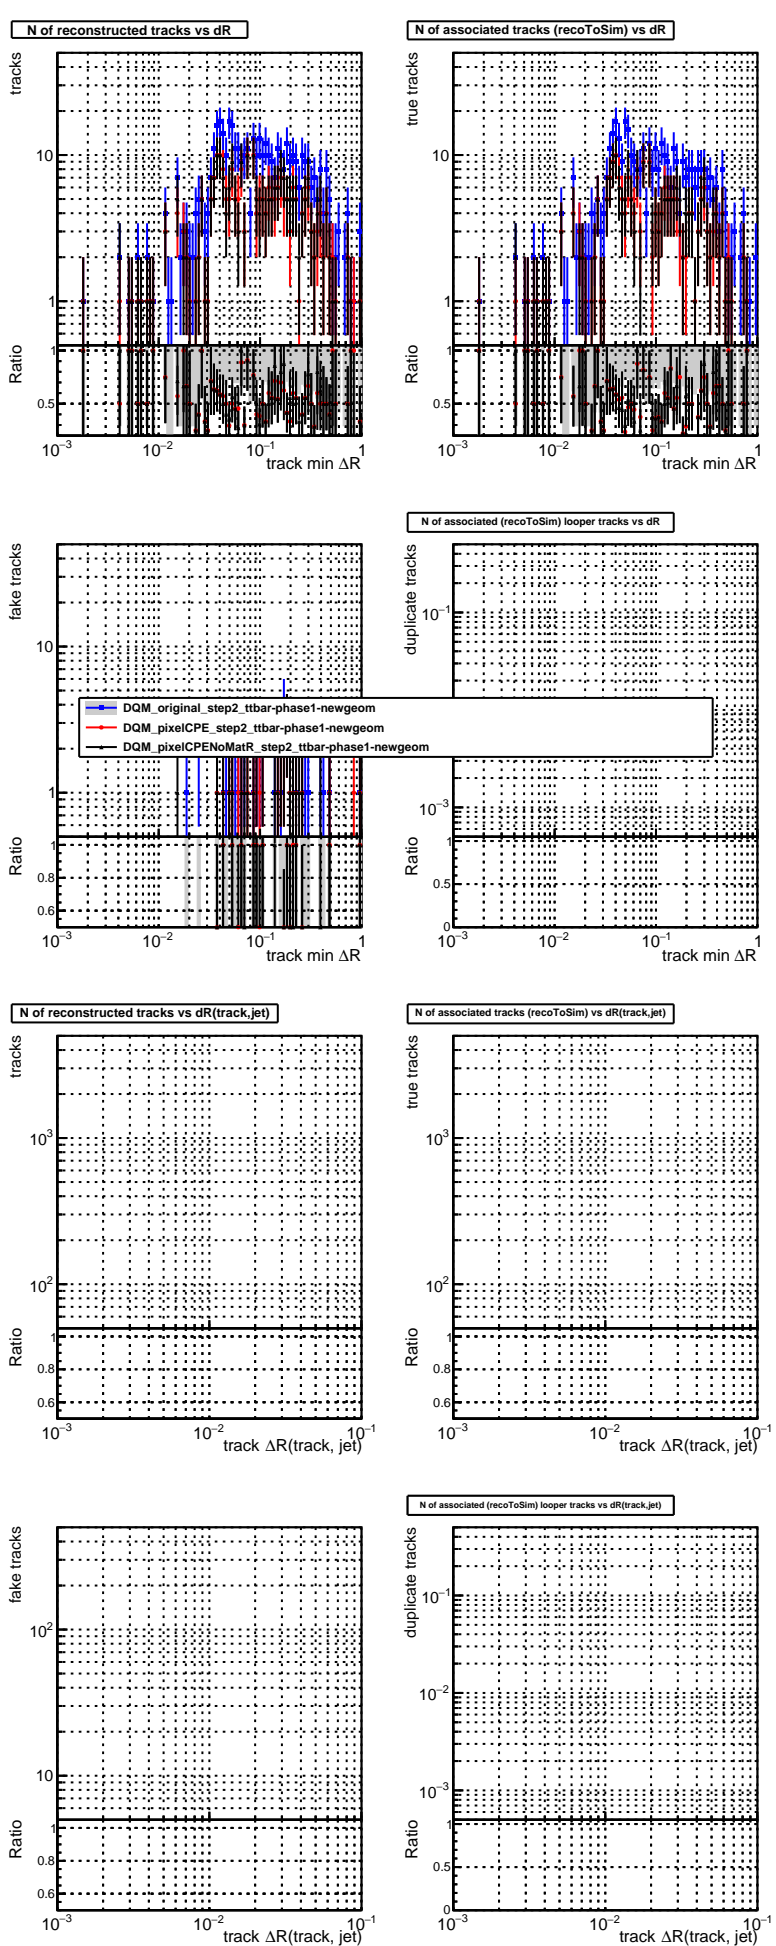 N of reconstructed tracks vs dR
N of associated tracks (recoToSim) vs dR
tracks
10
1
Ratio
1
0.5
10−3
10−2
10−1
1
track min ΔR
true tracks
10
1
Ratio
1
0.5
10−3
10−2
10−1
1
track min ΔR
N of associated (recoToSim) looper tracks vs dR
fake tracks
10
1
Ratio
1
0.8
0.6
10−3
10−2
10−1
1
track min ΔR
duplicate tracks
10−1
10−3
Ratio
1
0.5
0
10−3
10−2
10−1
1
track min ΔR
DQM_original_step2_ttbar-phase1-newgeom
DQM_pixelCPE_step2_ttbar-phase1-newgeom
DQM_pixelCPENoMatR_step2_ttbar-phase1-newgeom
N of reconstructed tracks vs dR(track,jet)
N of associated tracks (recoToSim) vs dR(track,jet)
tracks
10³
10²
Ratio
1
0.8
0.6
10−3
10−2
10−1
track ΔR(track, jet)
true tracks
10³
10²
Ratio
1
0.8
0.6
10−3
10−2
10−1
track ΔR(track, jet)
N of associated (recoToSim) looper tracks vs dR(track,jet)
fake tracks
10²
10
Ratio
1
0.8
0.6
10−3
10−2
10−1
track ΔR(track, jet)
duplicate tracks
10−1
10−2
10−3
Ratio
1
0.5
0
10−3
10−2
10−1
track ΔR(track, jet)